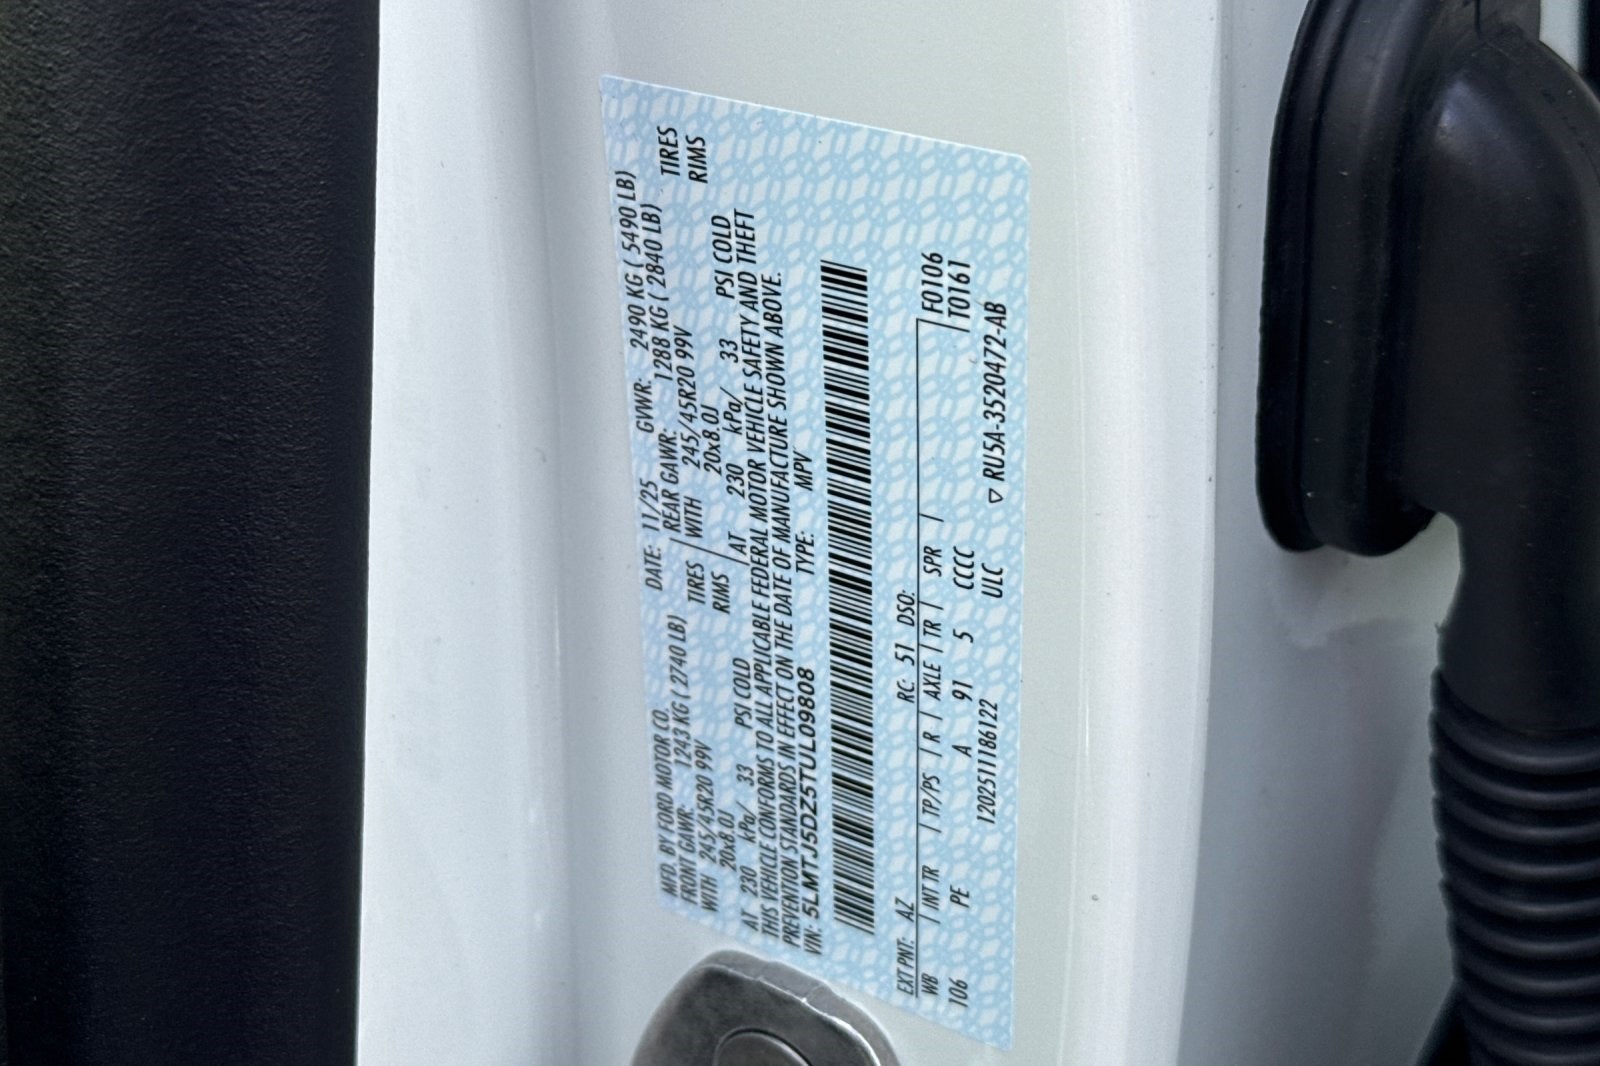 MFD. BY FORD MOTOR CO. DATE: 11/25 GVWR: 2490 KG ( 5490 LB)
FRONT GAWR: 1243 KG ( 2740 LB) REAR GAWR: 1288 KG ( 2840 LB)
WITH 245/45R20 99V TIRES WITH 245/45R20 99V TIRES
20x8.0J RIMS 20x8.0J RIMS
AT 230 kPa/ 33 PSI COLD AT 230 kPa/ 33 PSI COLD
THIS VEHICLE CONFORMS TO ALL APPLICABLE FEDERAL MOTOR VEHICLE SAFETY AND THEFT
PREVENTION STANDARDS IN EFFECT ON THE DATE OF MANUFACTURE SHOWN ABOVE.
VIN: 5LMTJ5DZ5TUL09808 TYPE: MPV
EXT PNT: AZ RC: 51 DSO: F0106
WB | INT TR | TP/PS | R | AXLE | TR | SPR | T0161
106 PE A 91 5 CCCC
12025111186122 ULC ▽ RU5A-3520472-AB